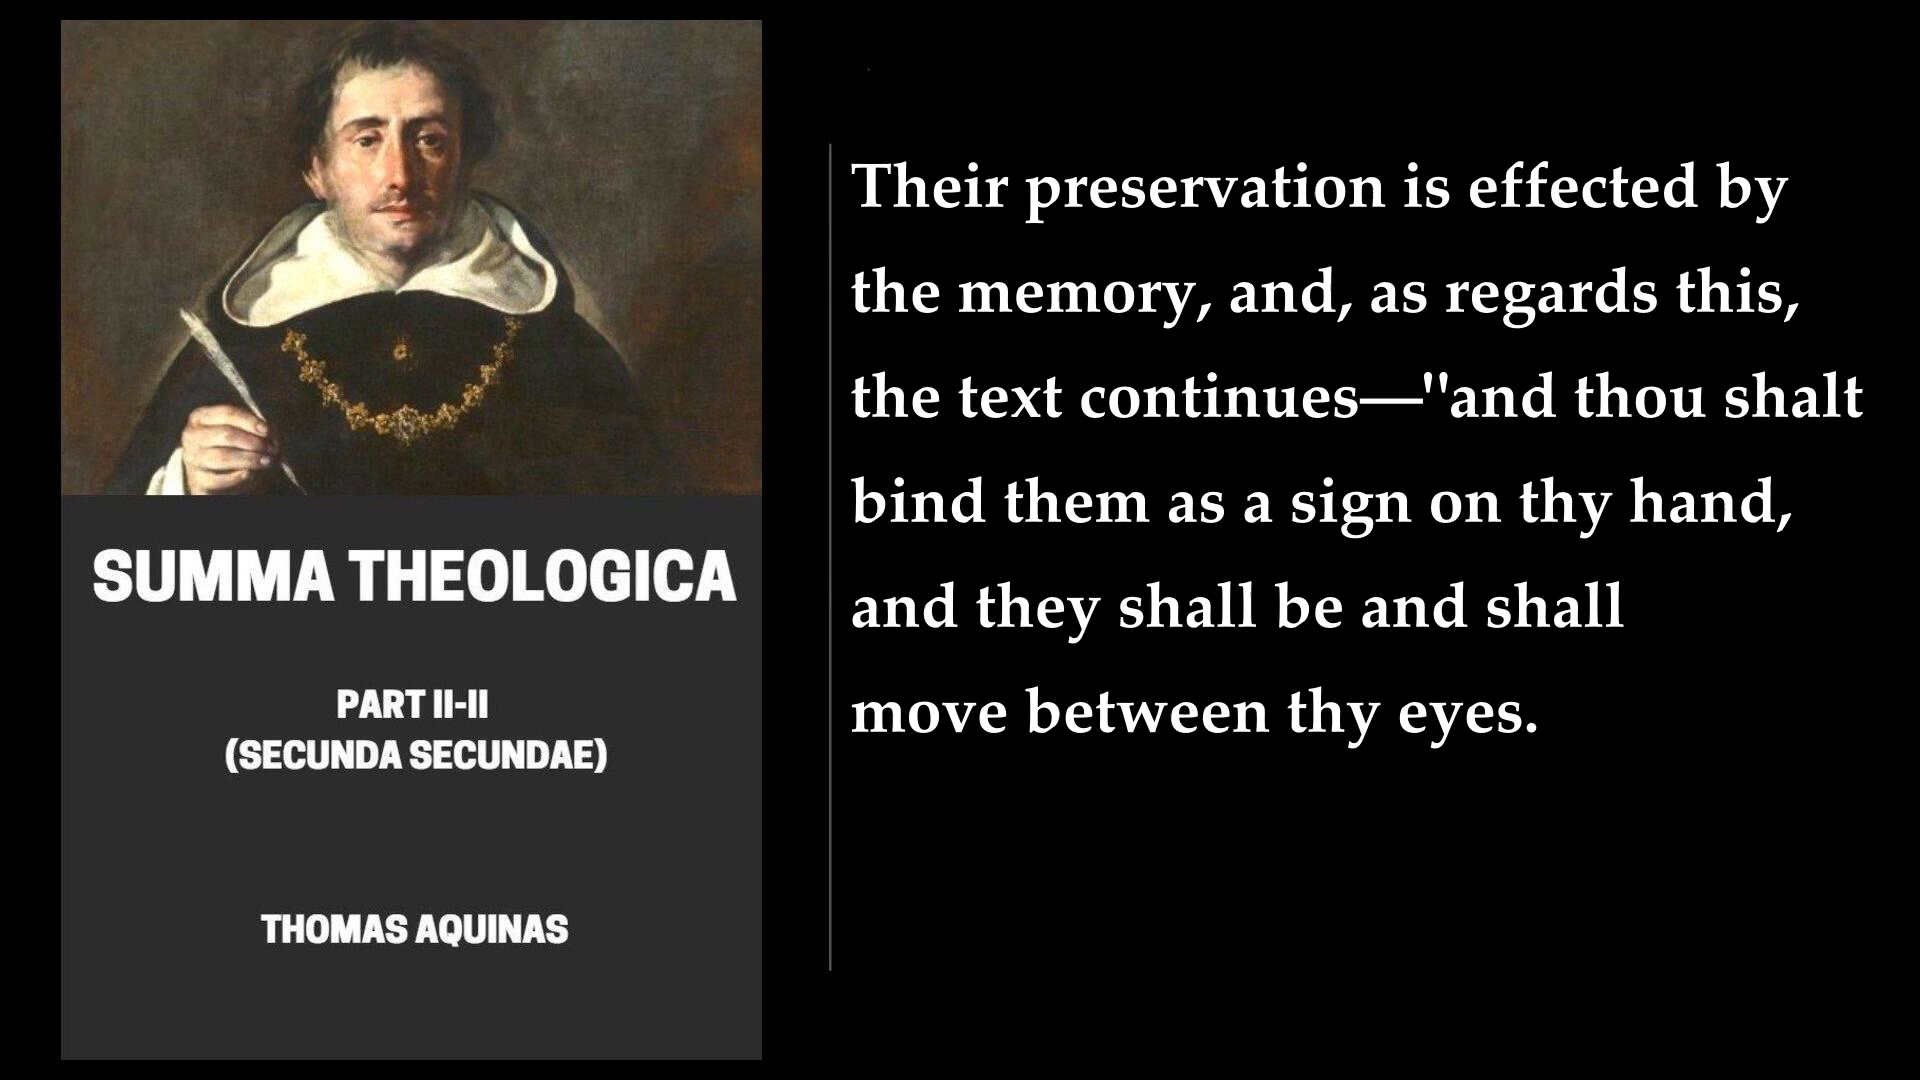 SUMMA THEOLOGICA
PART II-II
(SECUNDA SECUNDAE)
THOMAS AQUINAS
Their preservation is effected by
the memory, and, as regards this,
the text continues—"and thou shalt
bind them as a sign on thy hand,
and they shall be and shall
move between thy eyes.